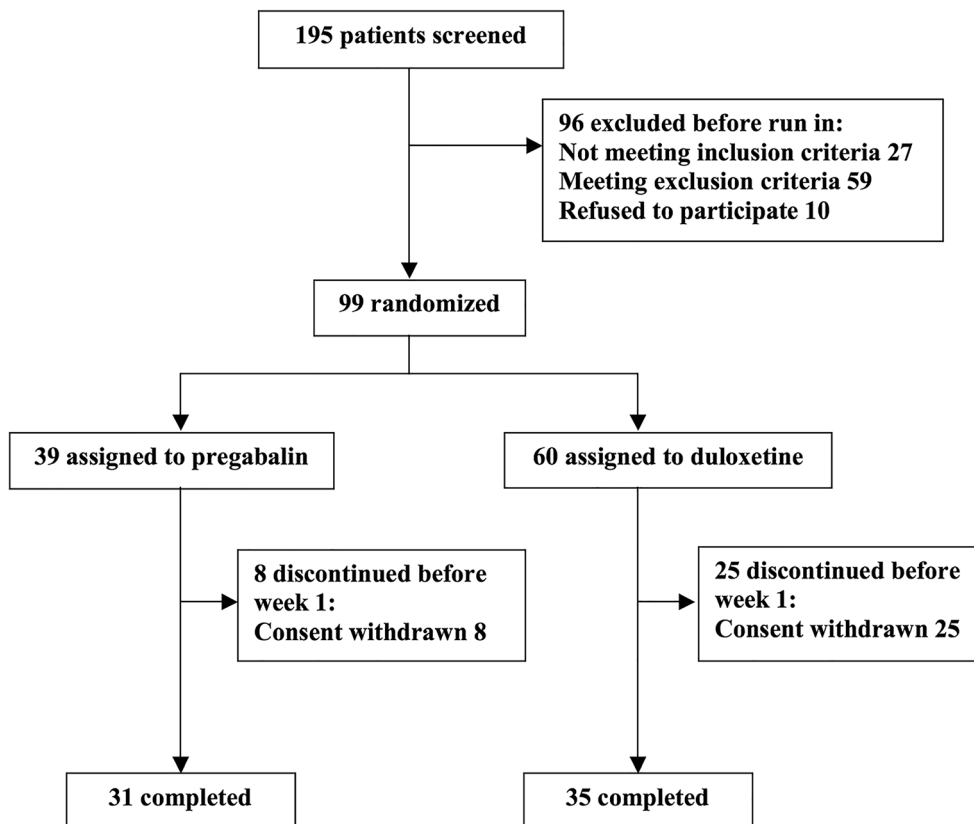 195 patients screened
96 excluded before run in:
Not meeting inclusion criteria 27
Meeting exclusion criteria 59
Refused to participate 10
99 randomized
39 assigned to pregabalin
60 assigned to duloxetine
8 discontinued before
week 1:
Consent withdrawn 8
25 discontinued before
week 1:
Consent withdrawn 25
31 completed
35 completed